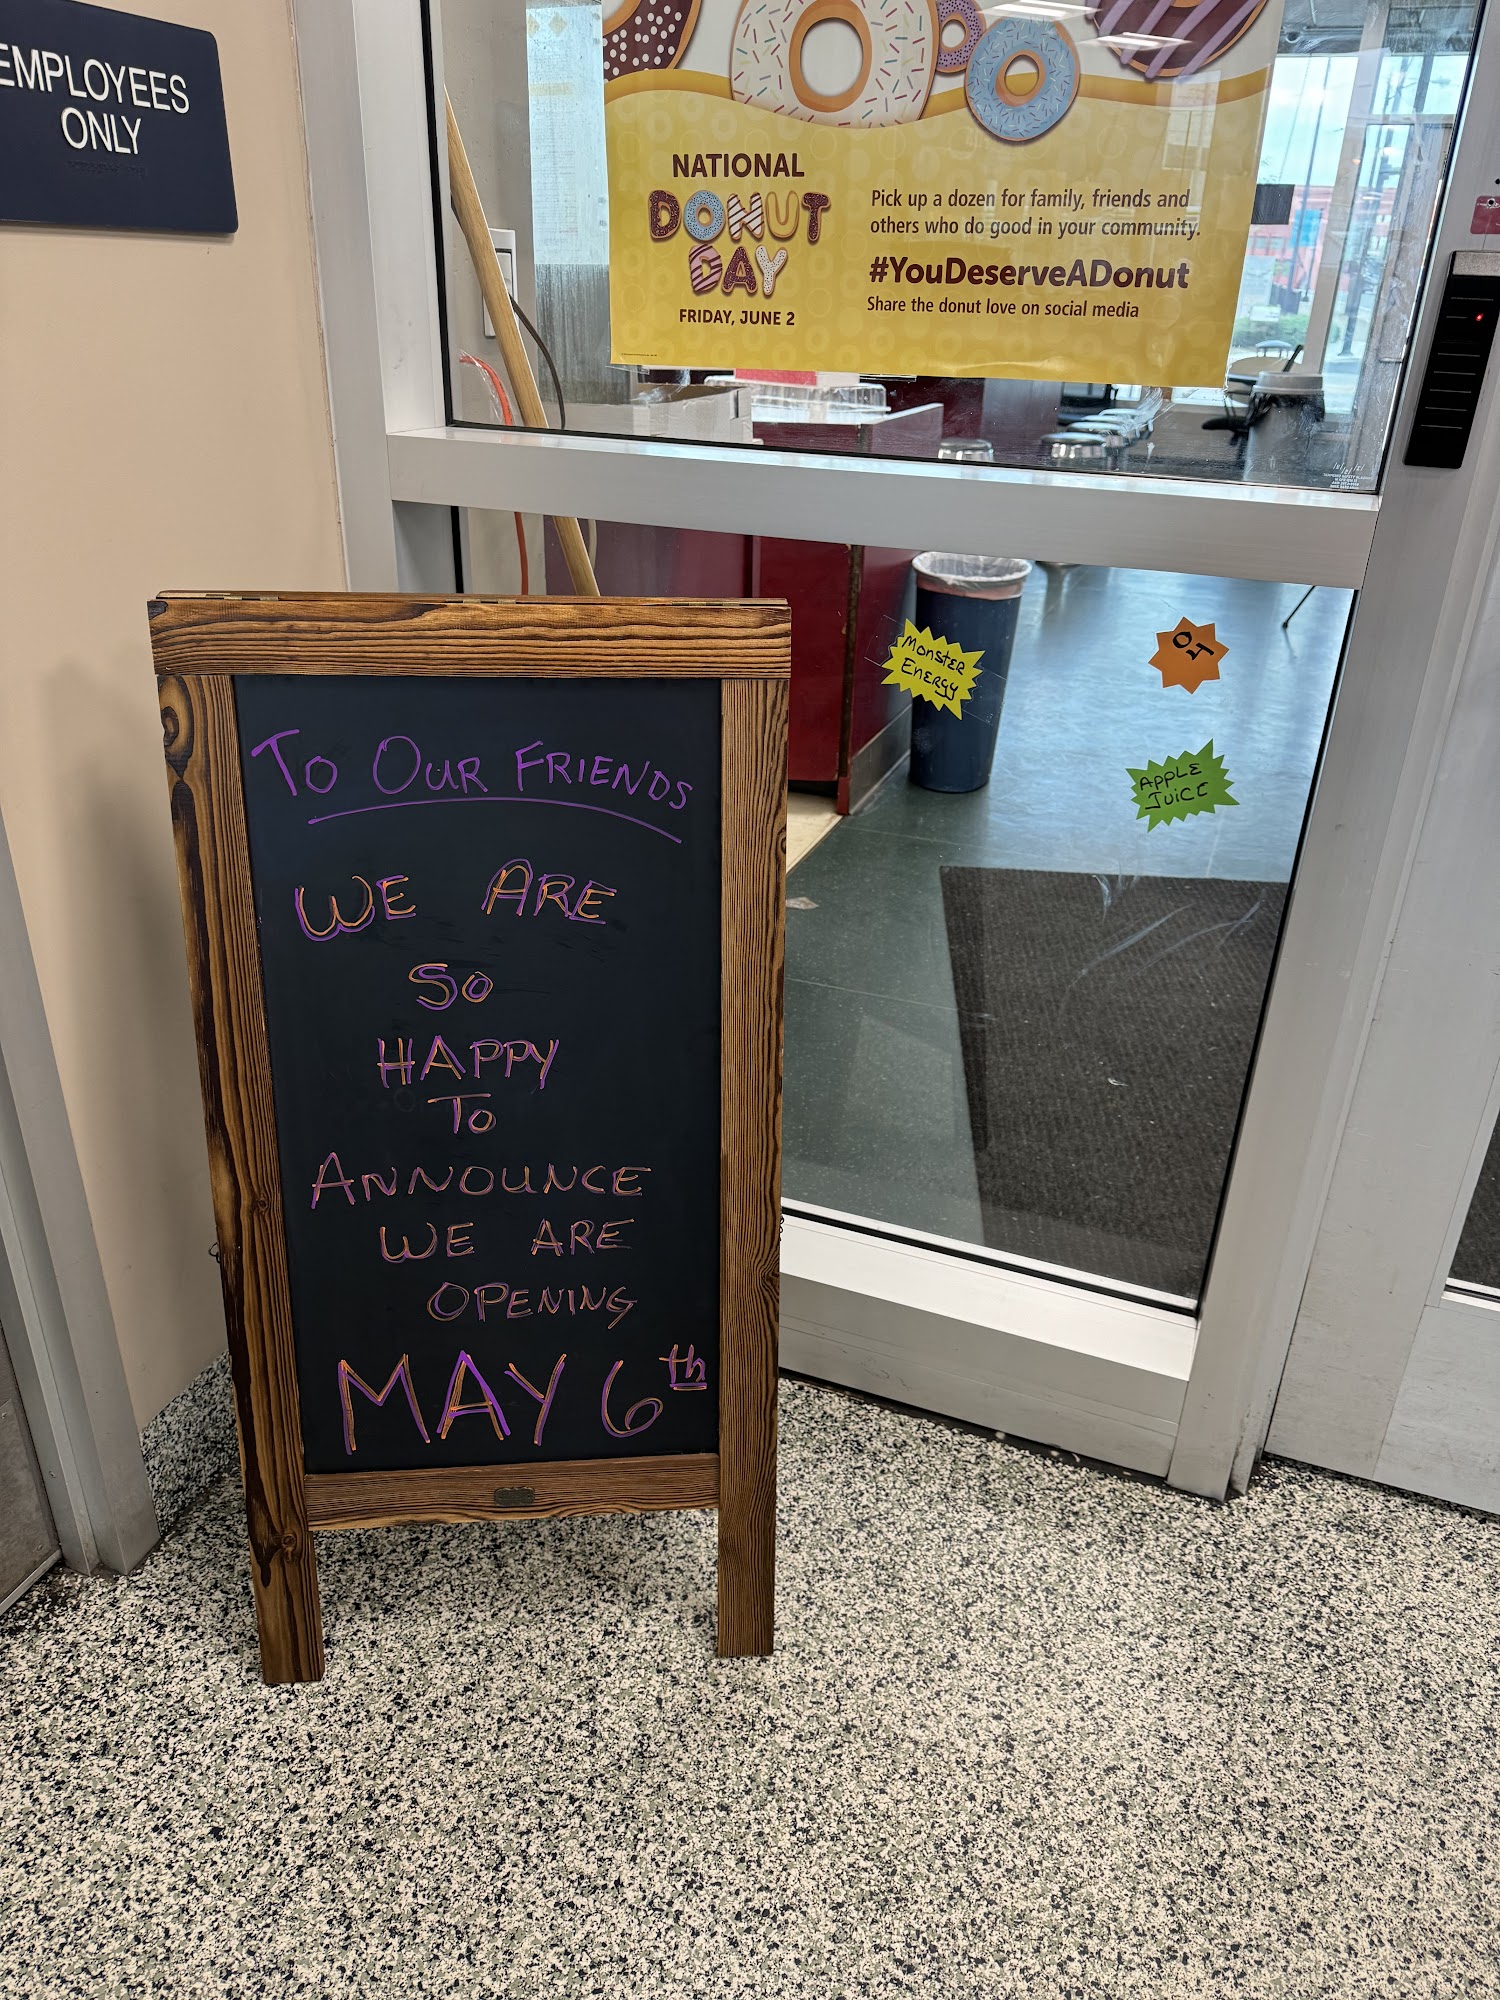 EMPLOYEES
ONLY
NATIONAL
DONUT
DAY
FRIDAY, JUNE 2
Pick up a dozen for family, friends and
others who do good in your community.
#YouDeserveADonut
Share the donut love on social media
MONSTER
ENERGY
APPLE
JUICE
TO OUR FRIENDS
WE ARE
SO
HAPPY
TO
ANNOUNCE
WE ARE
OPENING
MAY 6th